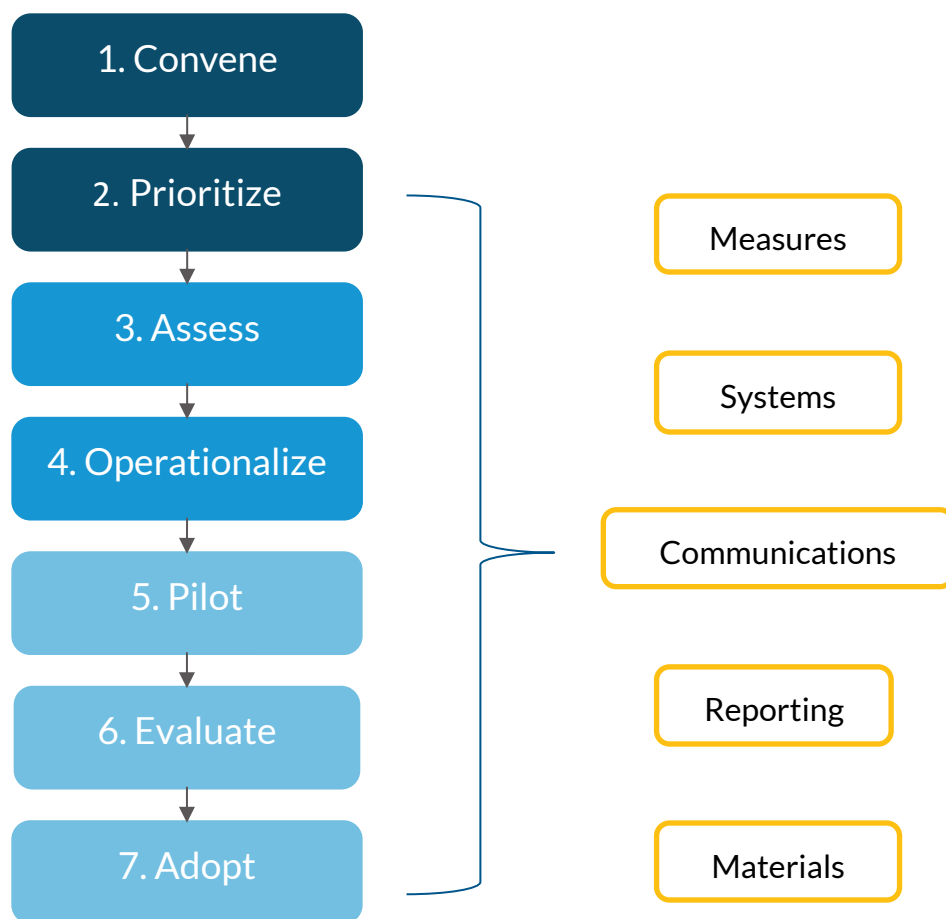 1. Convene
2. Prioritize
3. Assess
4. Operationalize
5. Pilot
6. Evaluate
7. Adopt
Measures
Systems
Communications
Reporting
Materials